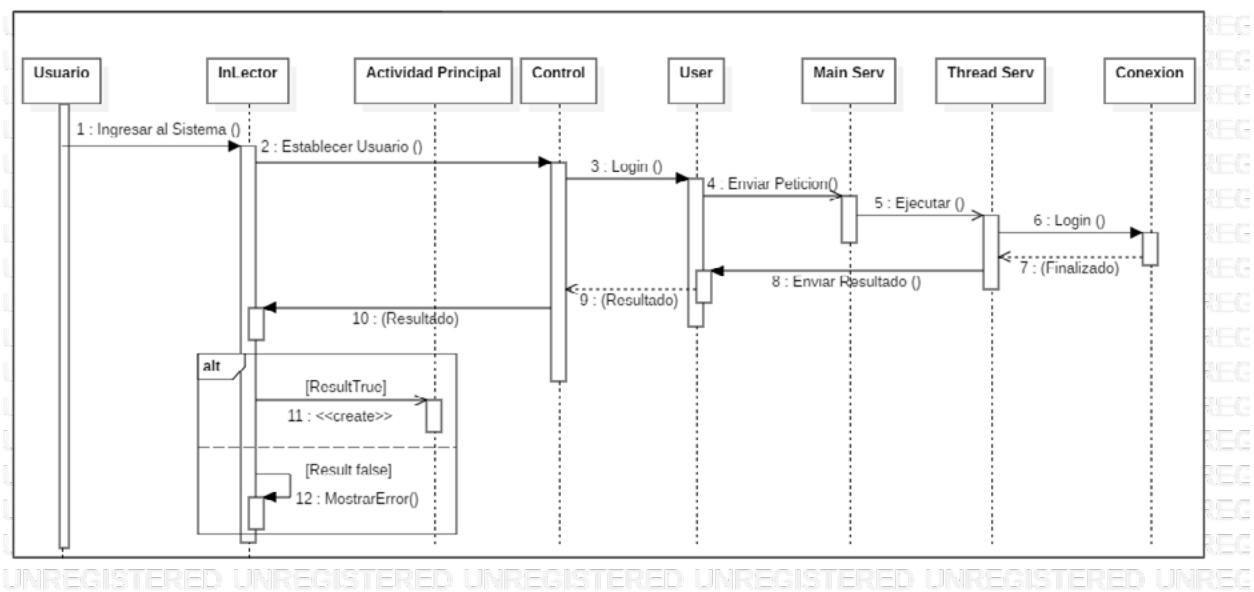 Usuario
InLector
Actividad Principal
Control
User
Main Serv
Thread Serv
Conexion
1 : Ingresar al Sistema ()
2 : Establecer Usuario ()
3 : Login ()
4 : Enviar Peticion()
5 : Ejecutar ()
6 : Login ()
7 : (Finalizado)
8 : Enviar Resultado ()
9 : (Resultado)
10 : (Resultado)
alt
[ResultTrue]
11 : <<create>>
[Result false]
12 : MostrarError()
UNREGISTERED UNREGISTERED UNREGISTERED UNREGISTERED UNREGISTERED UNREG